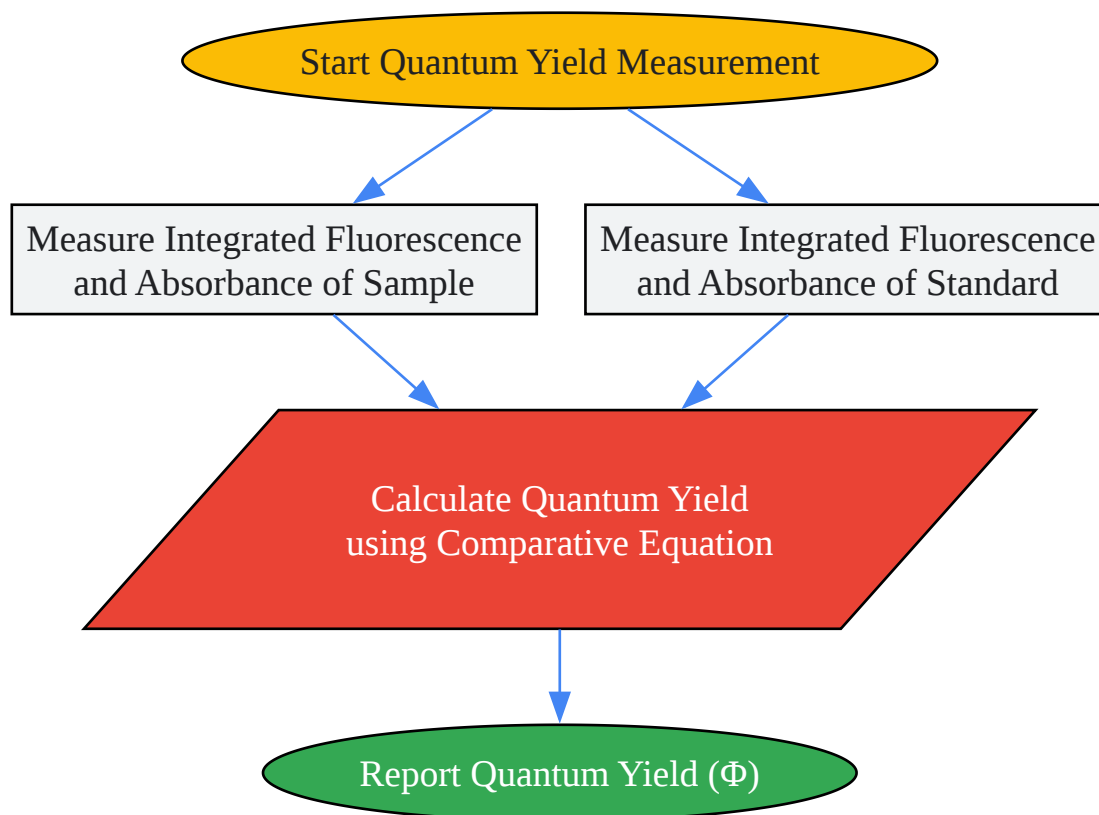 Start Quantum Yield Measurement
Measure Integrated Fluorescence
and Absorbance of Sample
Measure Integrated Fluorescence
and Absorbance of Standard
Calculate Quantum Yield
using Comparative Equation
Report Quantum Yield (Φ)